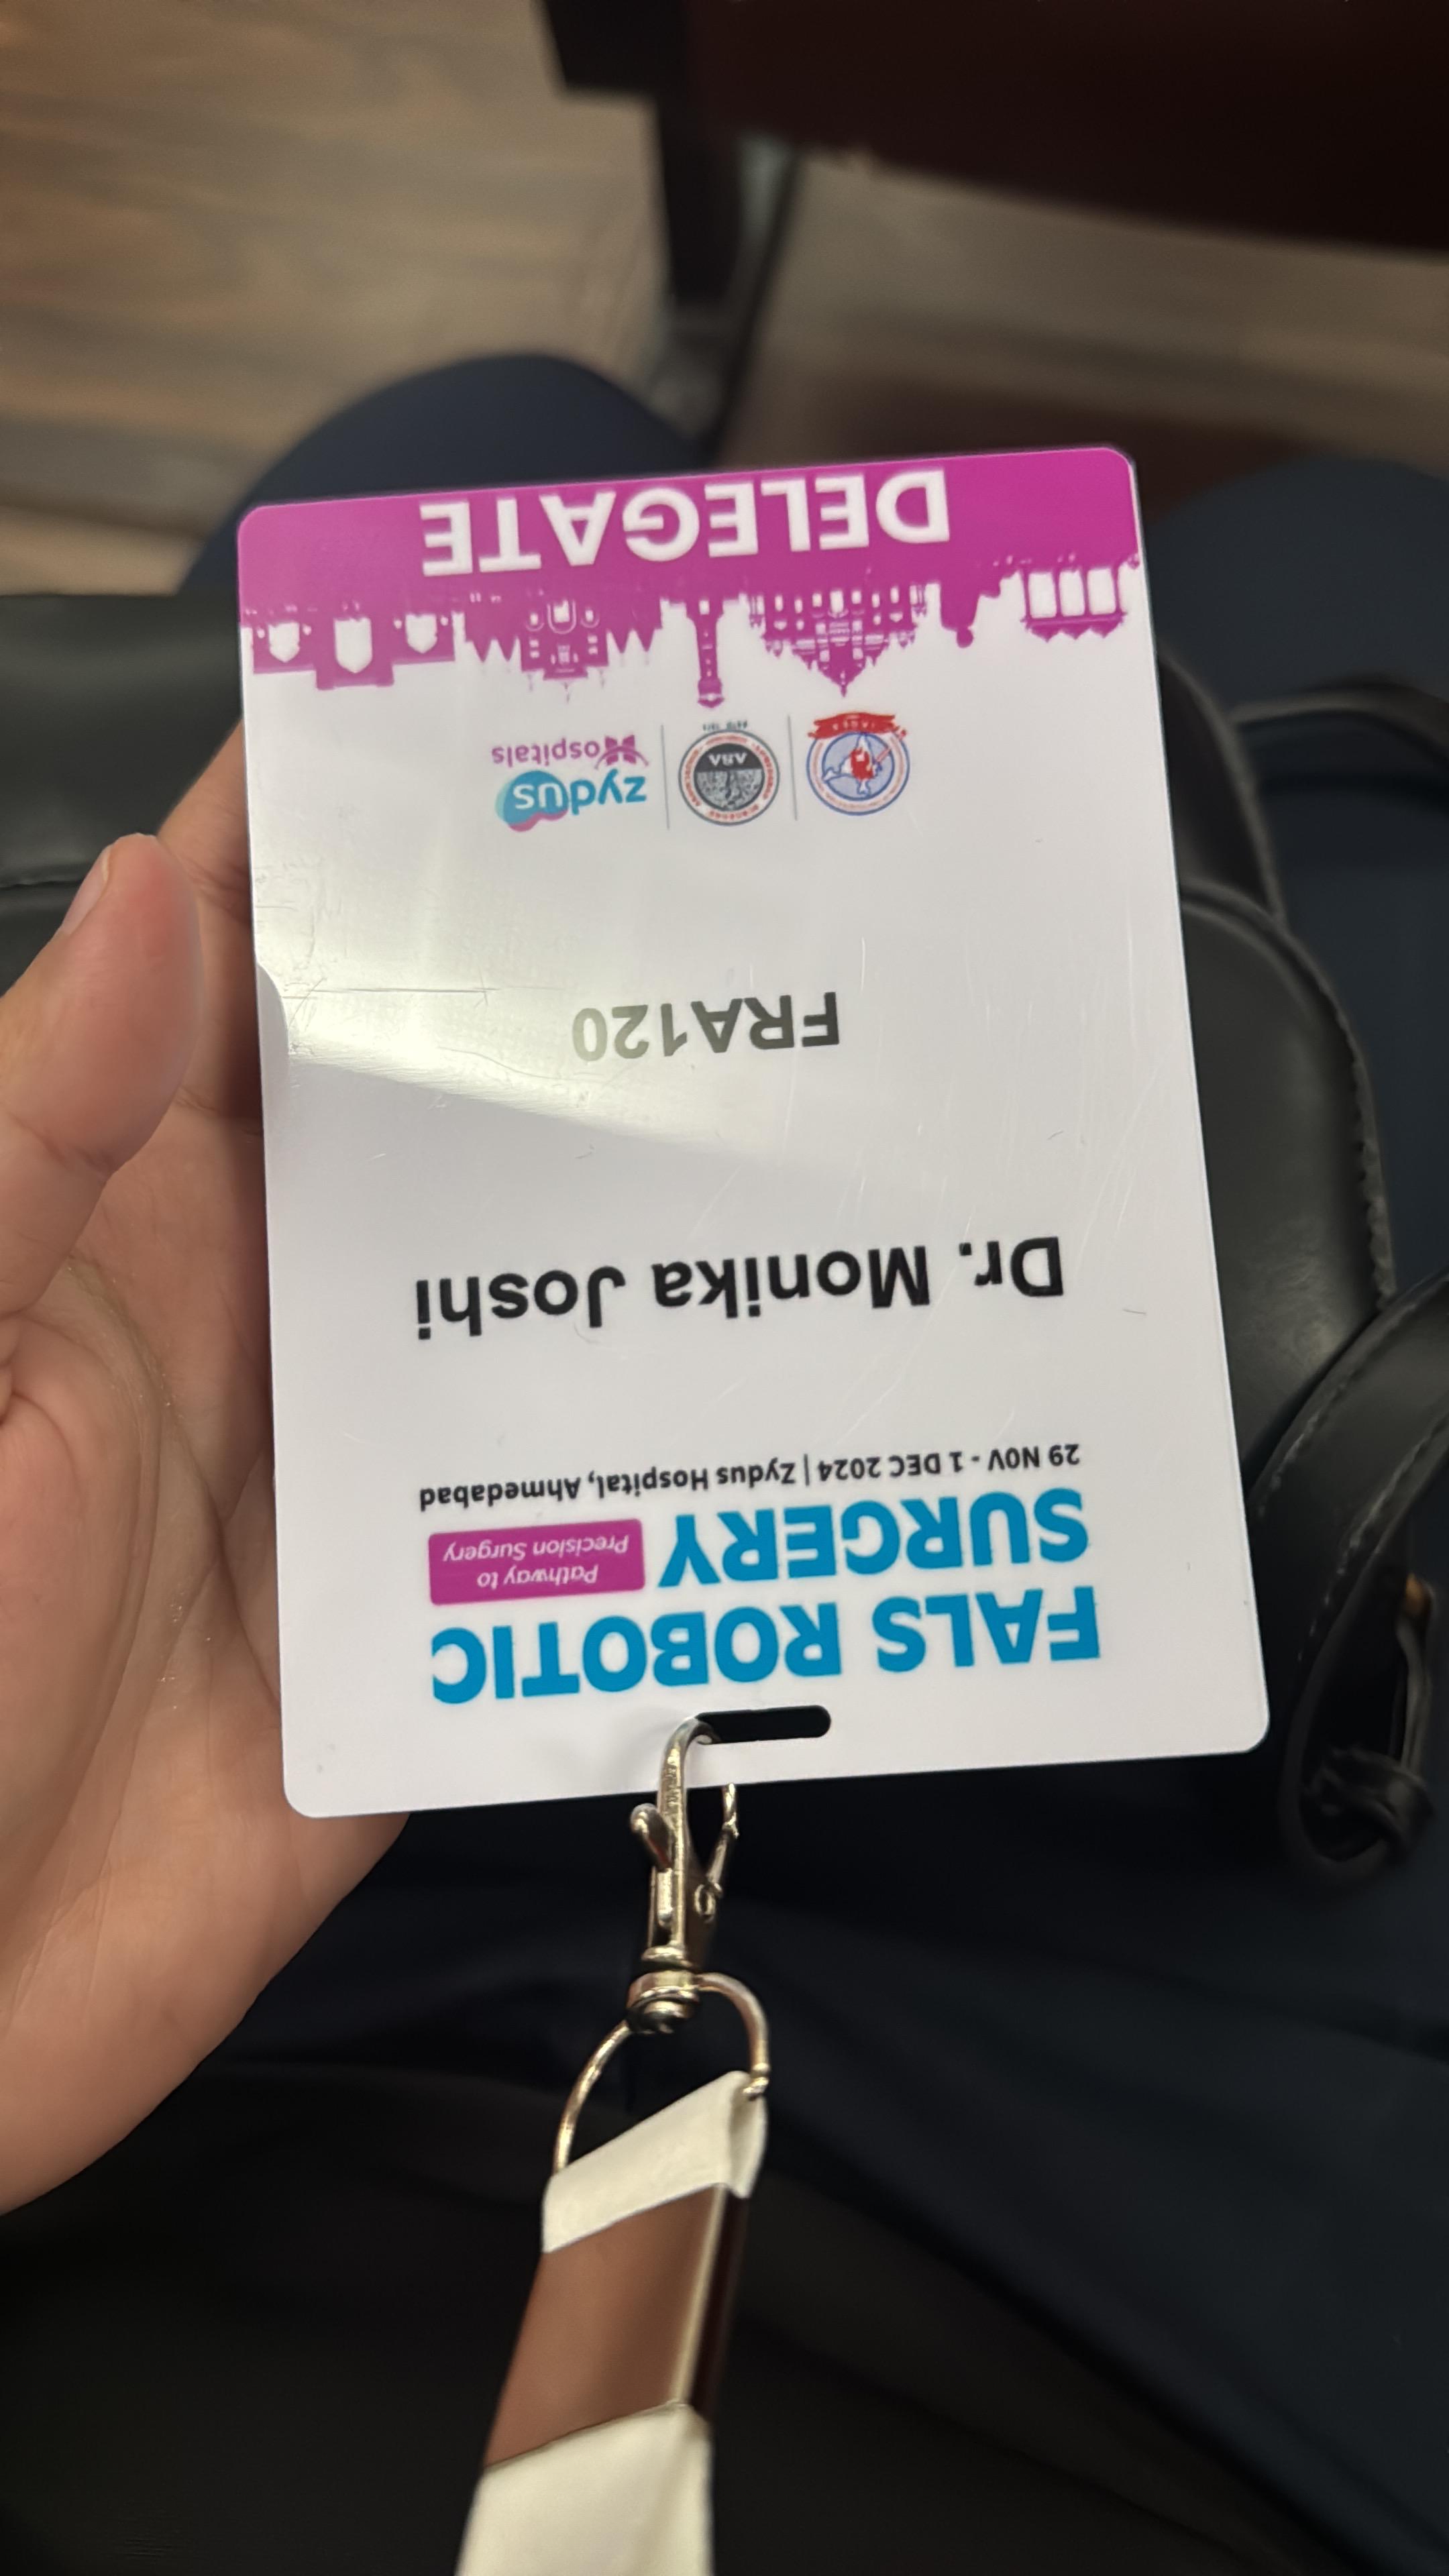 FALS ROBOTIC
SURGERY
Pathway to
Precision Surgery
29 NOV - 1 DEC 2024 | Zydus Hospital, Ahmedabad
Dr. Monika Joshi
FRA120
ASA
zydus
Hospitals
DELEGATE